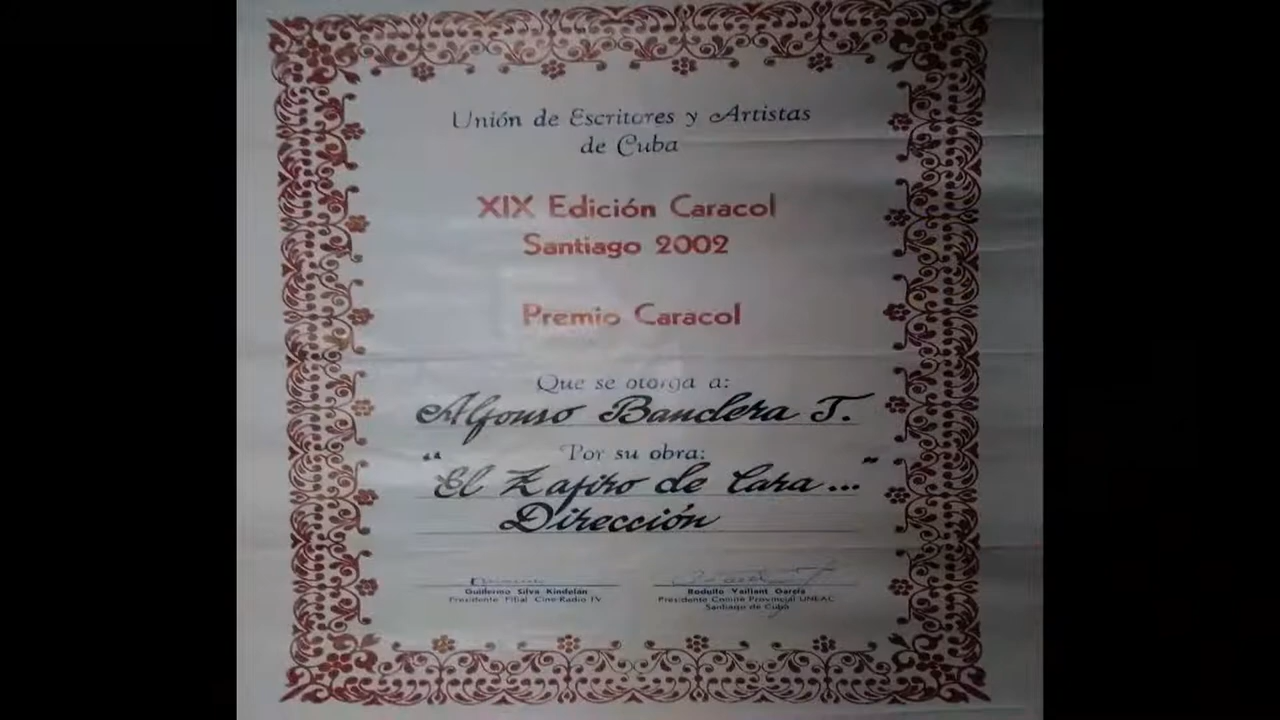 Unión de Escritores y Artistas
de Cuba
XIX Edición Caracol
Santiago 2002
Premio Caracol
Que se otorga a:
Alfonso Bandera T.
Por su obra:
"El Zafiro de Cara..."
Dirección
Guillermo Silva Kindelán
Presidente Filial Cine-Radio TV
Rodulfo Vaillant García
Presidente Comité Provincial UNEAC
Santiago de Cuba